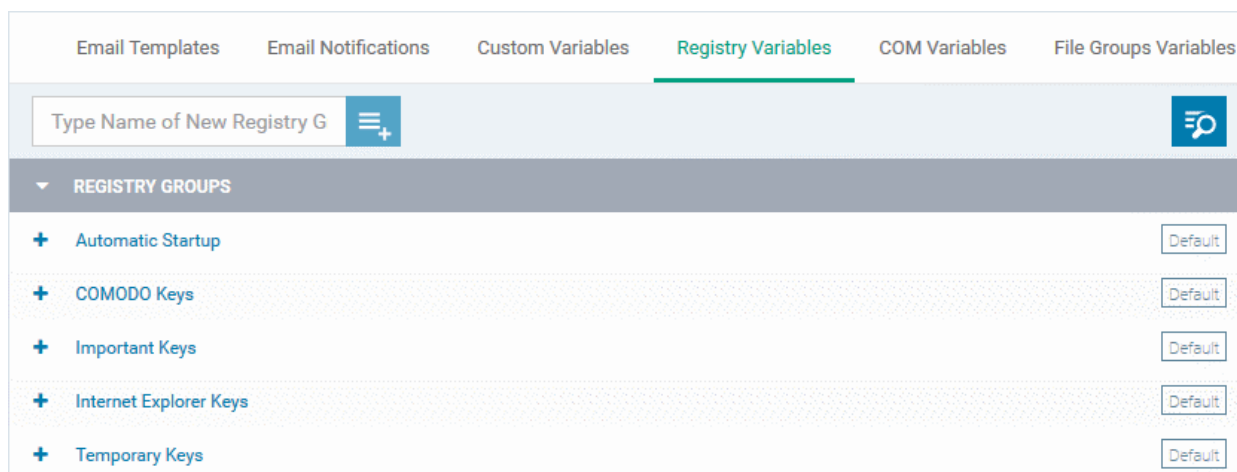 Email Templates Email Notifications Custom Variables Registry Variables COM Variables File Groups Variables
Type Name of New Registry G
REGISTRY GROUPS
Automatic Startup Default
COMODO Keys Default
Important Keys Default
Internet Explorer Keys Default
Temporary Keys Default